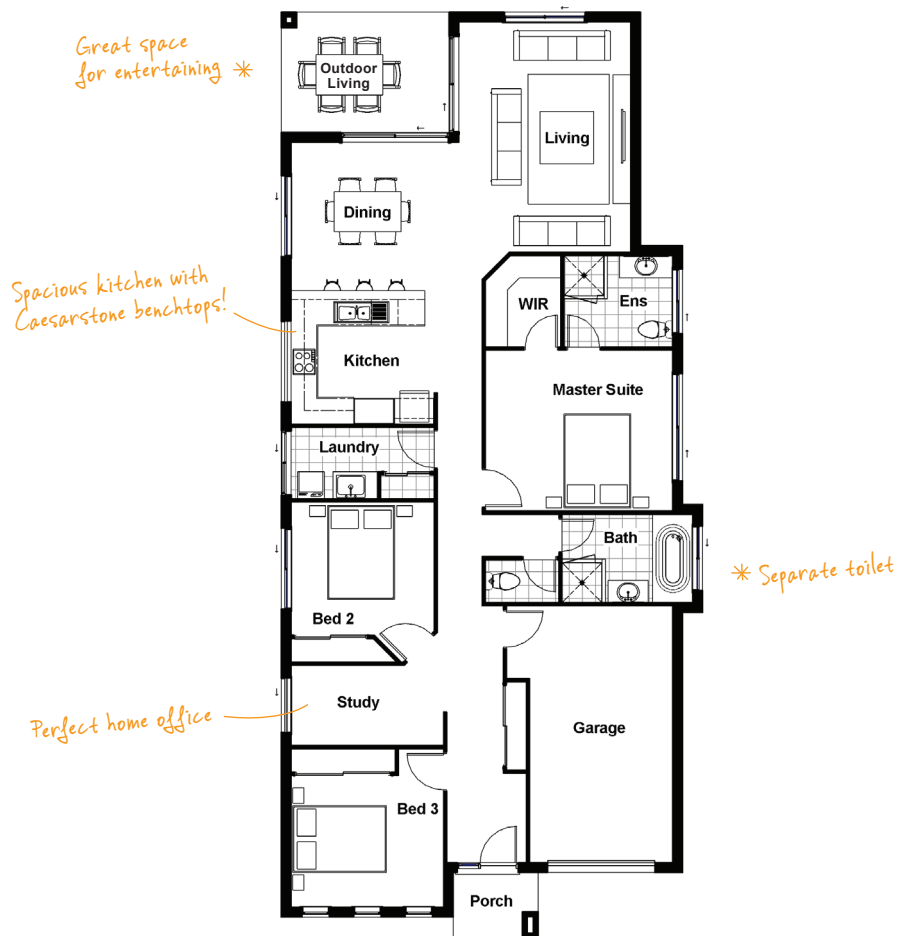 Great space
for entertaining *
Outdoor
Living
Living
Dining
Spacious kitchen with
Caesarstone benchtops!
WIR
Ens
Kitchen
Master Suite
Laundry
Bath
* Separate toilet
Bed 2
Study
Perfect home office
Garage
Bed 3
Porch